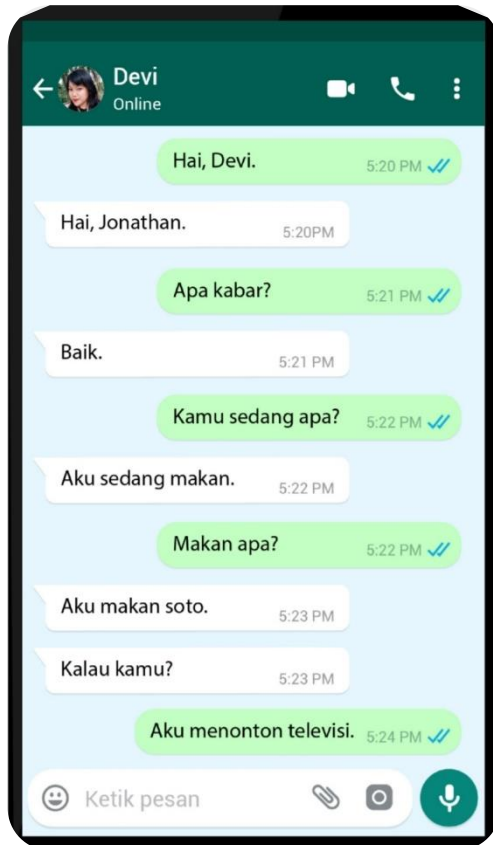 Devi
Online
Hai, Devi. 5:20 PM
Hai, Jonathan. 5:20PM
Apa kabar? 5:21 PM
Baik. 5:21 PM
Kamu sedang apa? 5:22 PM
Aku sedang makan. 5:22 PM
Makan apa? 5:22 PM
Aku makan soto. 5:23 PM
Kalau kamu? 5:23 PM
Aku menonton televisi. 5:24 PM
Ketik pesan